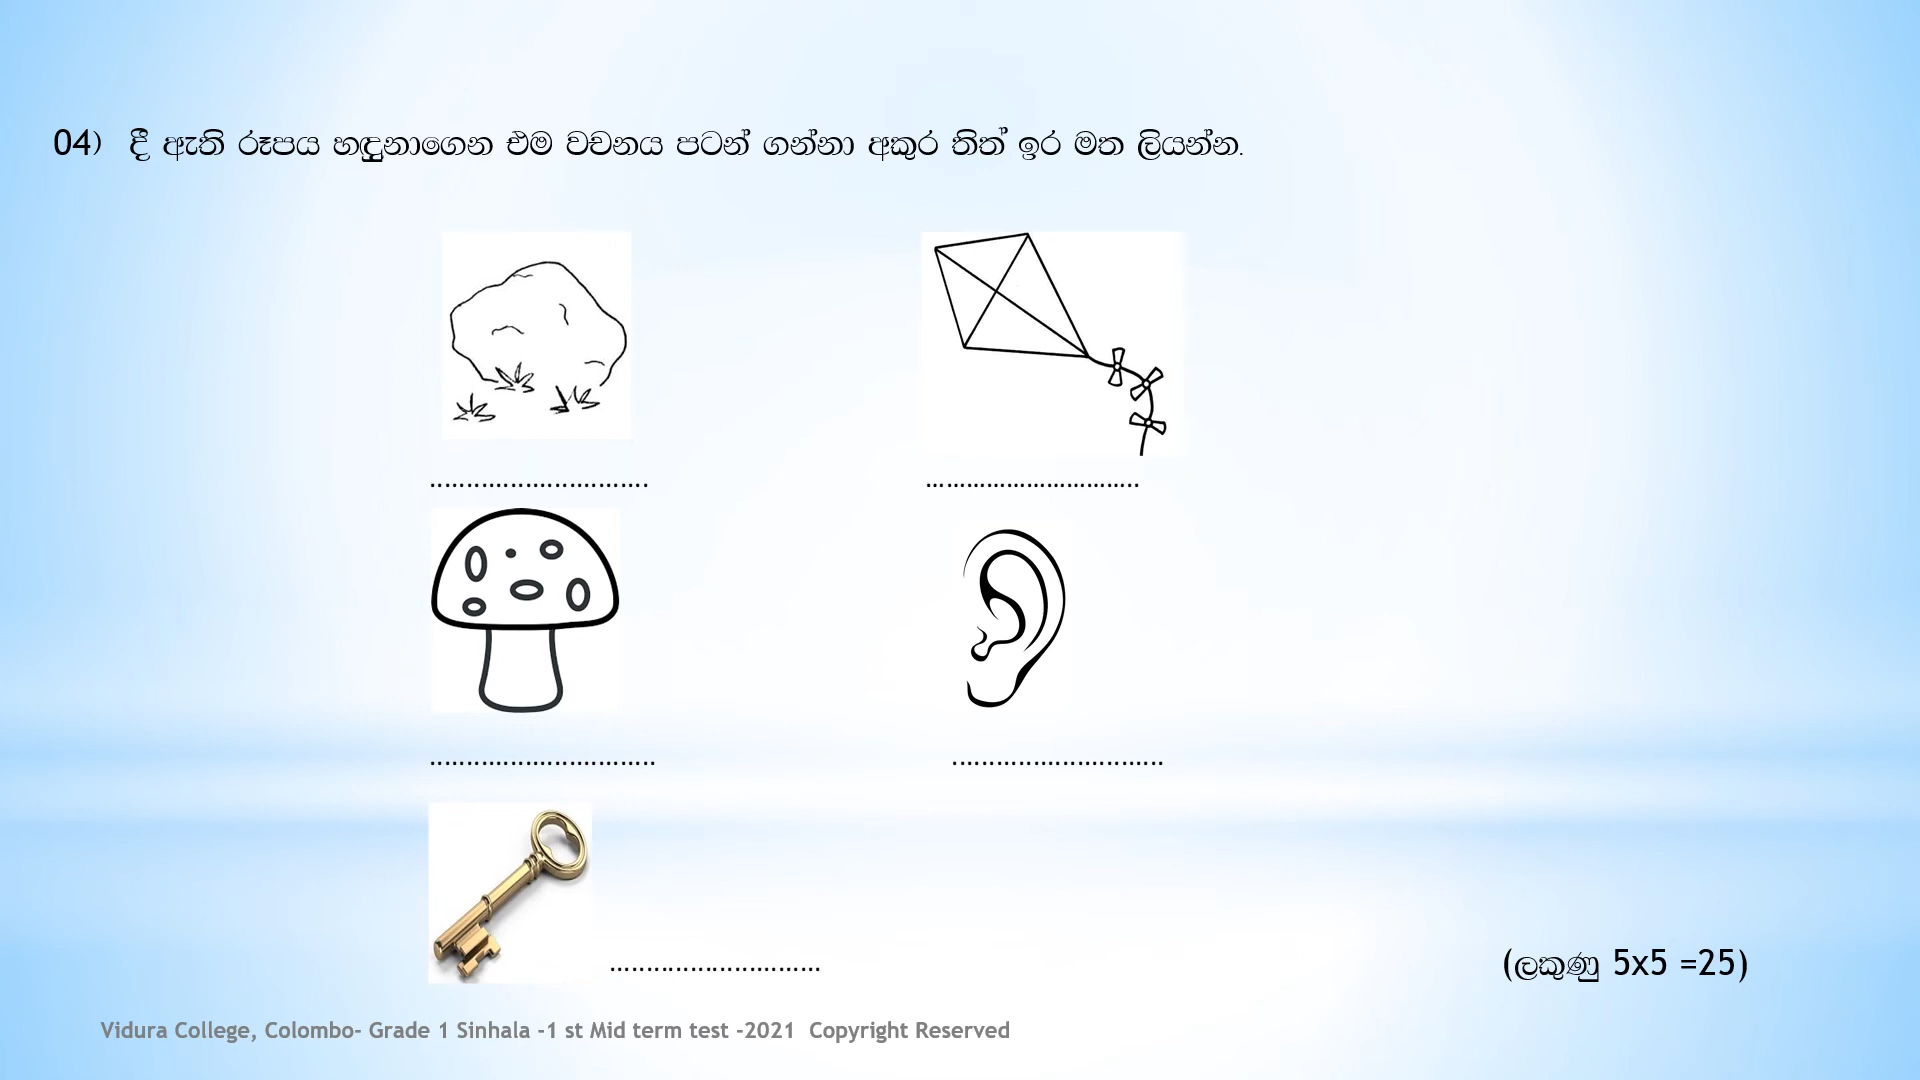 04) දී ඇති රූපය හඳුනාගෙන එම වචනය පටන් ගන්නා අකුර තිත් ඉර මත ලියන්න.
..............................    ..............................
..............................    .............................
.............................    (ලකුණු 5x5 =25)
Vidura College, Colombo- Grade 1 Sinhala -1 st Mid term test -2021 Copyright Reserved